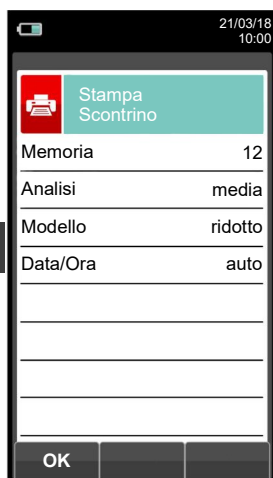 21/03/18
10:00
Stampa
Scontrino
Memoria 12
Analisi media
Modello ridotto
Data/Ora auto
OK